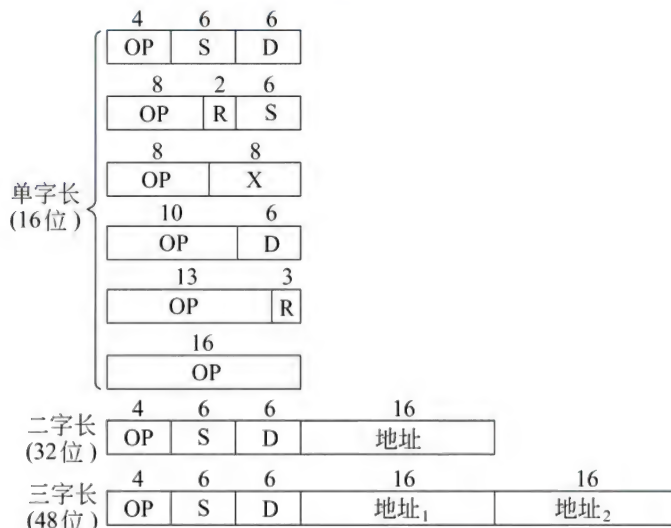 4 6 6
OP S D
8 2 6
OP R S
8 8
OP X
10 6
OP D
13 3
OP R
16
OP
单字长
(16位)
4 6 6 16
二字长 OP S D 地址
(32位)
4 6 6 16 16
三字长 OP S D 地址₁ 地址₂
(48位)